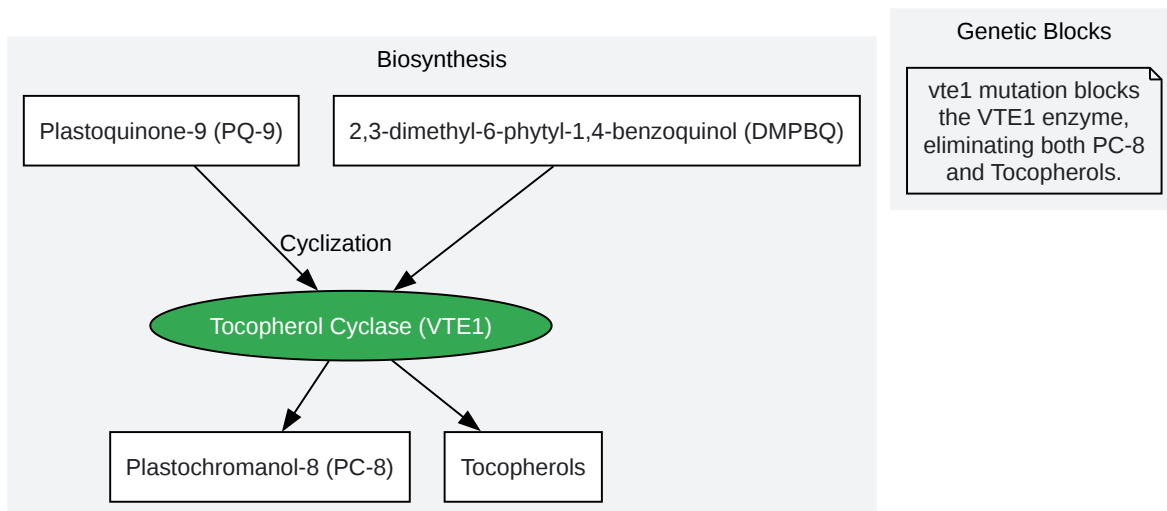 Biosynthesis
Genetic Blocks
Plastoquinone-9 (PQ-9)
2,3-dimethyl-6-phytyl-1,4-benzoquinol (DMPBQ)
vte1 mutation blocks
the VTE1 enzyme,
eliminating both PC-8
and Tocopherols.
Cyclization
Tocopherol Cyclase (VTE1)
Plastochromanol-8 (PC-8)
Tocopherols